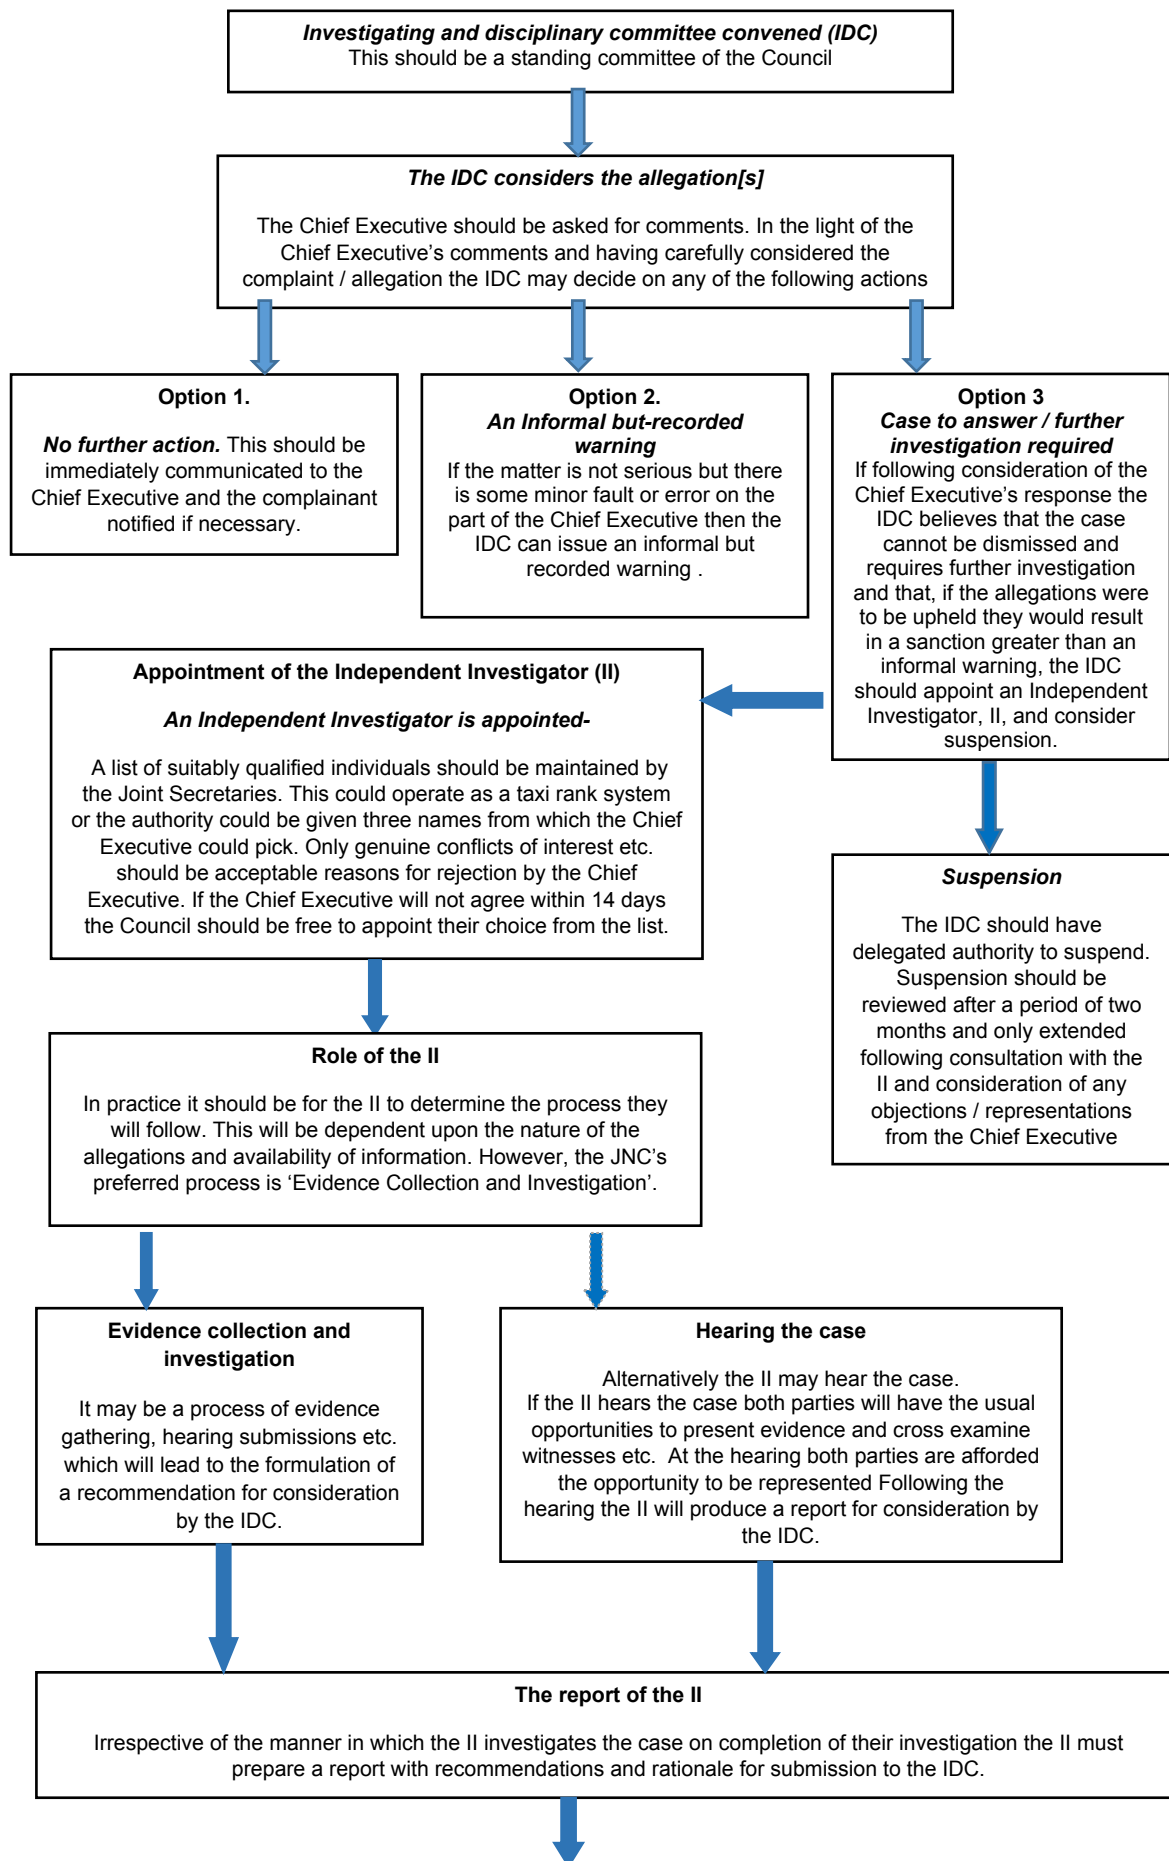 Investigating and disciplinary committee convened (IDC)
This should be a standing committee of the Council
The IDC considers the allegation[s]
The Chief Executive should be asked for comments. In the light of the
Chief Executive’s comments and having carefully considered the
complaint / allegation the IDC may decide on any of the following actions
Option 1.
No further action. This should be
immediately communicated to the
Chief Executive and the complainant
notified if necessary.
Option 2.
An Informal but-recorded
warning
If the matter is not serious but there
is some minor fault or error on the
part of the Chief Executive then the
IDC can issue an informal but
recorded warning .
Option 3
Case to answer / further
investigation required
If following consideration of the
Chief Executive’s response the
IDC believes that the case
cannot be dismissed and
requires further investigation
and that, if the allegations were
to be upheld they would result
in a sanction greater than an
informal warning, the IDC
should appoint an Independent
Investigator, II, and consider
suspension.
Appointment of the Independent Investigator (II)
An Independent Investigator is appointed-
A list of suitably qualified individuals should be maintained by
the Joint Secretaries. This could operate as a taxi rank system
or the authority could be given three names from which the Chief
Executive could pick. Only genuine conflicts of interest etc.
should be acceptable reasons for rejection by the Chief
Executive. If the Chief Executive will not agree within 14 days
the Council should be free to appoint their choice from the list.
Suspension
The IDC should have
delegated authority to suspend.
Suspension should be
reviewed after a period of two
months and only extended
following consultation with the
II and consideration of any
objections / representations
from the Chief Executive
Role of the II
In practice it should be for the II to determine the process they
will follow. This will be dependent upon the nature of the
allegations and availability of information. However, the JNC’s
preferred process is ‘Evidence Collection and Investigation’.
Evidence collection and
investigation
It may be a process of evidence
gathering, hearing submissions etc.
which will lead to the formulation of
a recommendation for consideration
by the IDC.
Hearing the case
Alternatively the II may hear the case.
If the II hears the case both parties will have the usual
opportunities to present evidence and cross examine
witnesses etc.  At the hearing both parties are afforded
the opportunity to be represented Following the
hearing the II will produce a report for consideration by
the IDC.
The report of the II
Irrespective of the manner in which the II investigates the case on completion of their investigation the II must
prepare a report with recommendations and rationale for submission to the IDC.